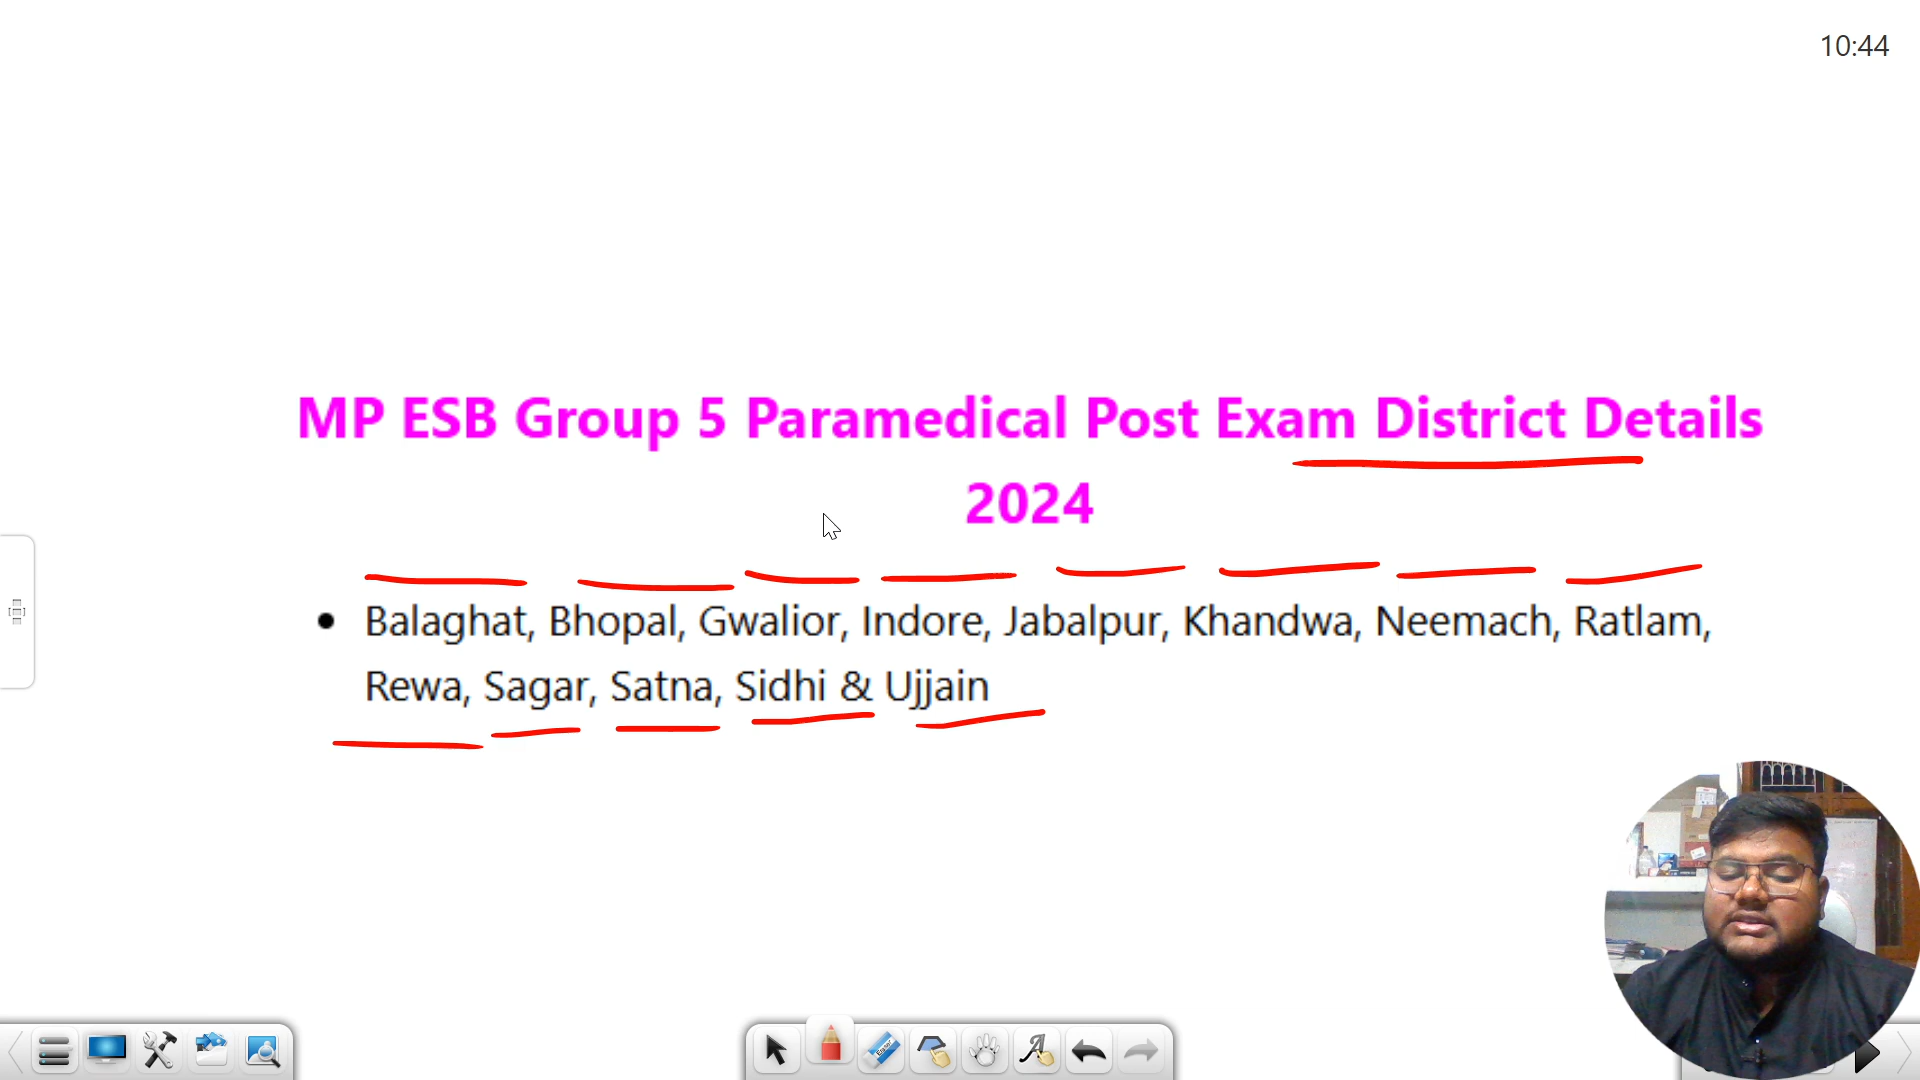 10:44
MP ESB Group 5 Paramedical Post Exam District Details
2024
• Balaghat, Bhopal, Gwalior, Indore, Jabalpur, Khandwa, Neemach, Ratlam,
Rewa, Sagar, Satna, Sidhi & Ujjain